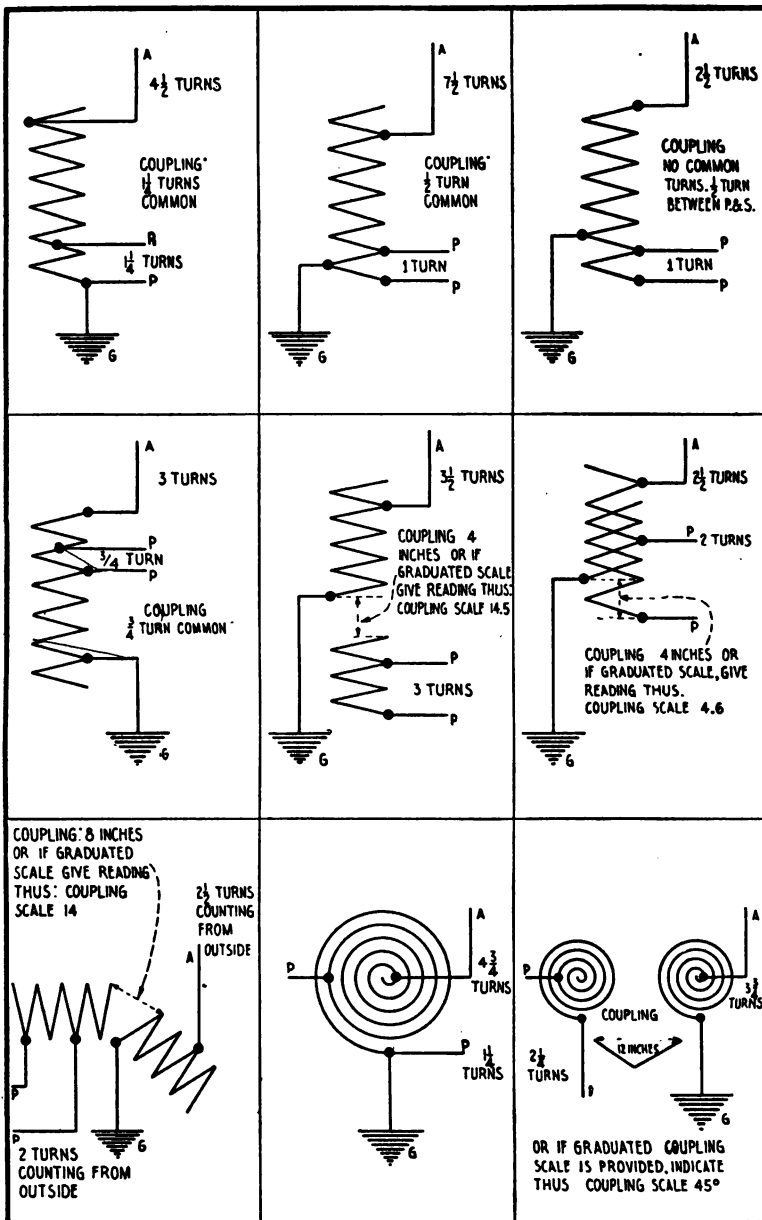 A
4½ TURNS
COUPLING
1¼ TURNS
COMMON
P
1¼ TURNS
P
G
A
7½ TURNS
COUPLING
½ TURN
COMMON
P
1 TURN
P
G
A
2½ TURNS
COUPLING
NO COMMON
TURNS. ½ TURN
BETWEEN P.&S.
P
1 TURN
P
G
A
3 TURNS
P
3/4 TURN
P
COUPLING
¾ TURN COMMON
G
A
3½ TURNS
COUPLING 4
INCHES OR IF
GRADUATED SCALE
GIVE READING THUS:
COUPLING SCALE 14.5
P
3 TURNS
P
G
A
2½ TURNS
P 2 TURNS
P
COUPLING 4 INCHES OR
IF GRADUATED SCALE, GIVE
READING THUS.
COUPLING SCALE 4.6
G
COUPLING: 8 INCHES
OR IF GRADUATED
SCALE GIVE READING
THUS: COUPLING
SCALE 14
2½ TURNS
COUNTING
FROM
OUTSIDE
A
P
P
G
2 TURNS
COUNTING FROM
OUTSIDE
A
P
4¾
TURNS
P
1¼
TURNS
G
A
P
3¾
TURNS
COUPLING
12 INCHES
2¼
TURNS
P
G
OR IF GRADUATED COUPLING
SCALE IS PROVIDED, INDICATE
THUS COUPLING SCALE 45°